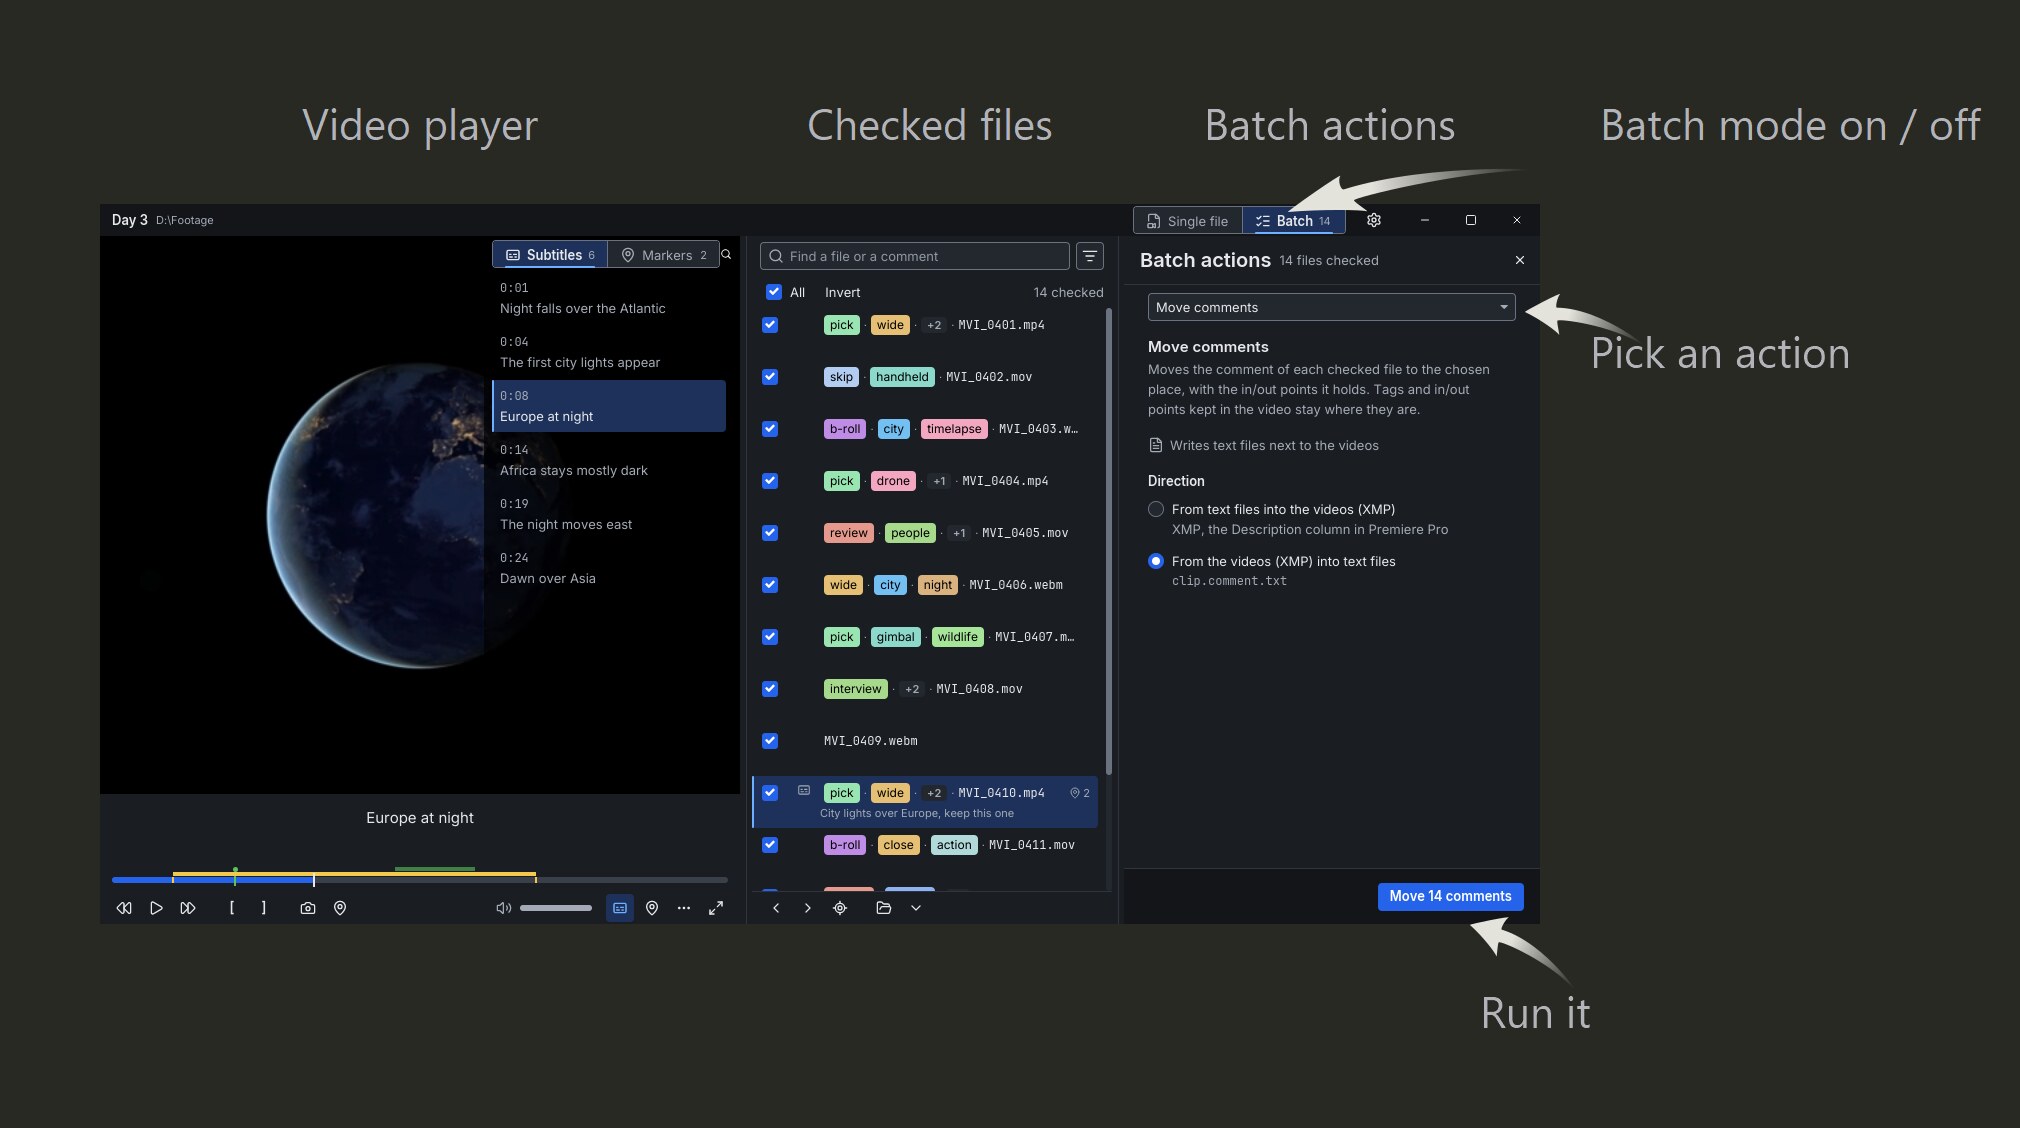 Video player
Checked files
Batch actions
Batch mode on / off
Day 3 D:\Footage
Single file
Batch 14
Subtitles 6
Markers 2
0:01
Night falls over the Atlantic
0:04
The first city lights appear
0:08
Europe at night
0:14
Africa stays mostly dark
0:19
The night moves east
0:24
Dawn over Asia
Europe at night
[ ]
Find a file or a comment
All Invert 14 checked
pick · wide · +2 · MVI_0401.mp4
skip · handheld · MVI_0402.mov
b-roll · city · timelapse · MVI_0403.w…
pick · drone · +1 · MVI_0404.mp4
review · people · +1 · MVI_0405.mov
wide · city · night · MVI_0406.webm
pick · gimbal · wildlife · MVI_0407.m…
interview · +2 · MVI_0408.mov
MVI_0409.webm
pick · wide · +2 · MVI_0410.mp4 2
City lights over Europe, keep this one
b-roll · close · action · MVI_0411.mov
Batch actions 14 files checked
Move comments
Move comments
Moves the comment of each checked file to the chosen
place, with the in/out points it holds. Tags and in/out
points kept in the video stay where they are.
Writes text files next to the videos
Direction
From text files into the videos (XMP)
XMP, the Description column in Premiere Pro
From the videos (XMP) into text files
clip.comment.txt
Move 14 comments
Pick an action
Run it